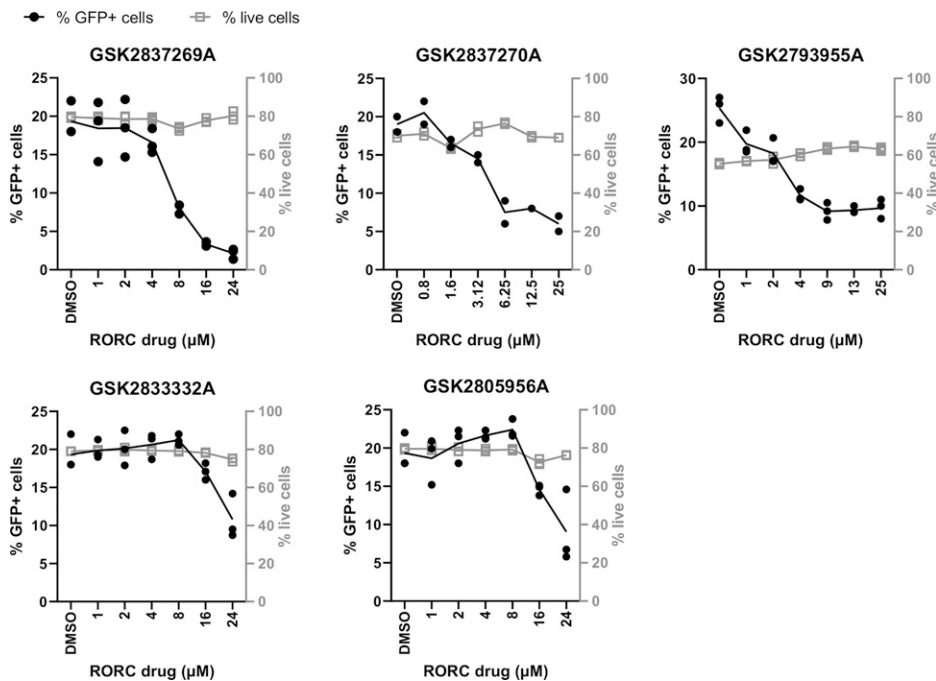 % GFP+ cells % live cells
GSK2837269A
25
20
15
10
5
0
% GFP+ cells
100
80
60
40
20
0
% live cells
DMSO 1 2 4 8 16 24
RORC drug (µM)
GSK2837270A
25
20
15
10
5
0
% GFP+ cells
100
80
60
40
20
0
% live cells
DMSO 0.8 1.6 3.12 6.25 12.5 25
RORC drug (µM)
GSK2793955A
30
20
10
0
% GFP+ cells
100
80
60
40
20
0
% live cells
DMSO 1 2 4 9 13 25
RORC drug (µM)
GSK2833332A
25
20
15
10
5
0
% GFP+ cells
100
80
60
40
20
0
% live cells
DMSO 1 2 4 8 16 24
RORC drug (µM)
GSK2805956A
25
20
15
10
5
0
% GFP+ cells
100
80
60
40
20
0
% live cells
DMSO 1 2 4 8 16 24
RORC drug (µM)